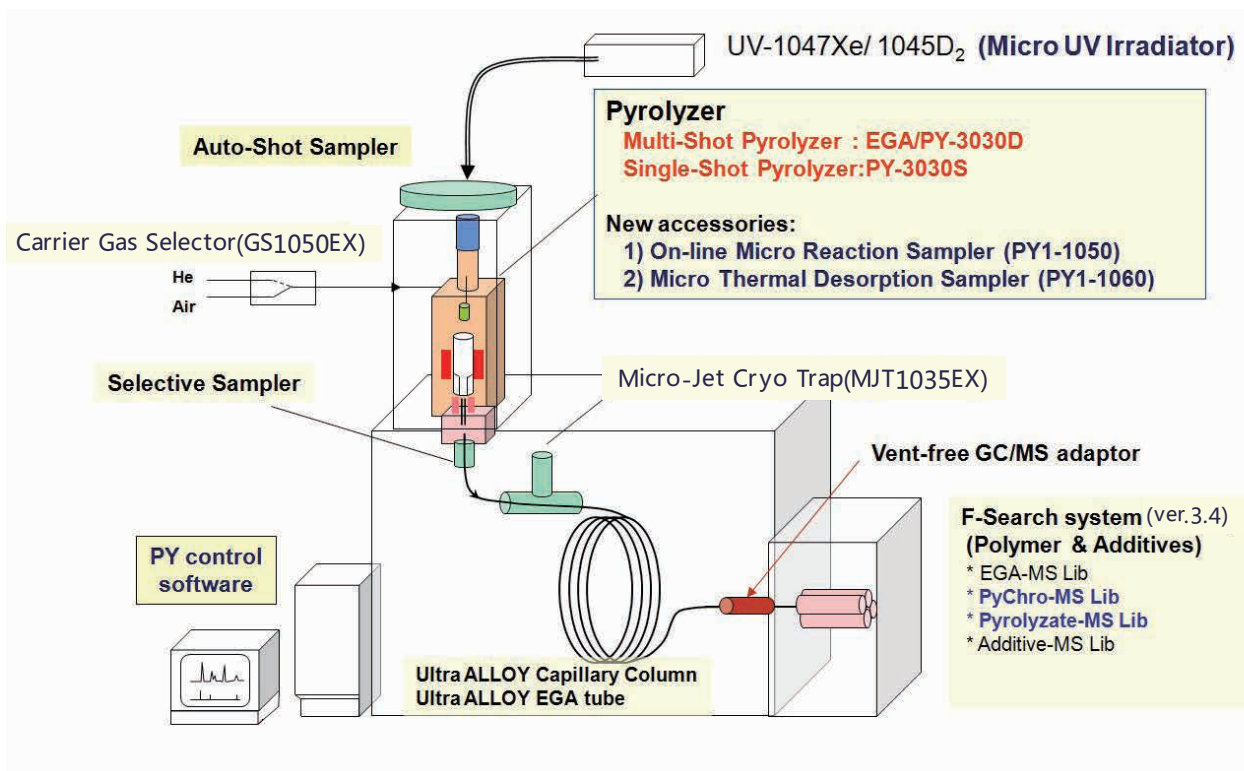 UV-1047Xe/ 1045D₂ (Micro UV Irradiator)
Auto-Shot Sampler
Pyrolyzer
Multi-Shot Pyrolyzer : EGA/PY-3030D
Single-Shot Pyrolyzer:PY-3030S
New accessories:
1) On-line Micro Reaction Sampler (PY1-1050)
2) Micro Thermal Desorption Sampler (PY1-1060)
Carrier Gas Selector(GS1050EX)
He
Air
Selective Sampler
Micro-Jet Cryo Trap(MJT1035EX)
Vent-free GC/MS adaptor
F-Search system (ver.3.4)
(Polymer & Additives)
* EGA-MS Lib
* PyChro-MS Lib
* Pyrolyzate-MS Lib
* Additive-MS Lib
PY control
software
Ultra ALLOY Capillary Column
Ultra ALLOY EGA tube